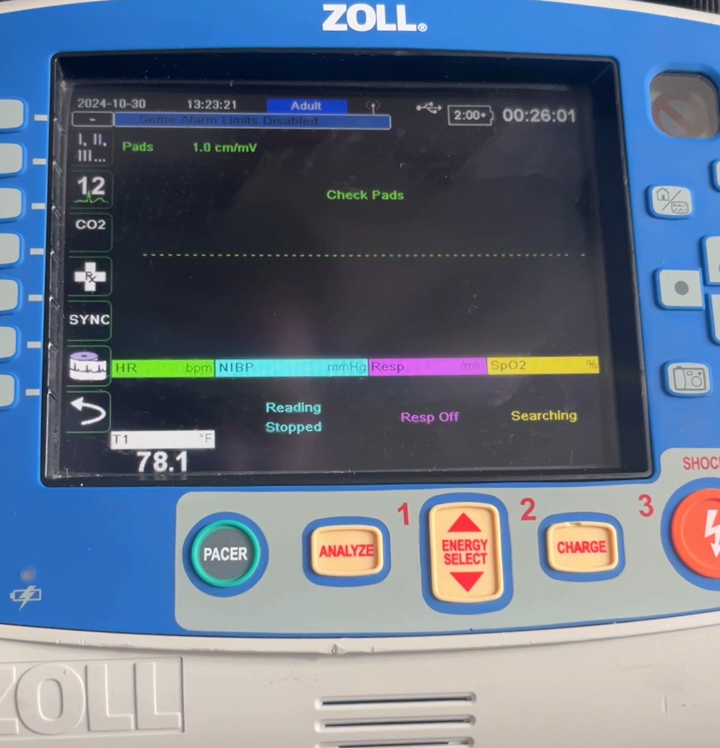 ZOLL®
2024-10-30 13:23:21 Adult 2:00+ 00:26:01
- Some Alarm Limits Disabled
I, II,
III...
Pads 1.0 cm/mV
12
Check Pads
CO2
Rx
SYNC
HR bpm NIBP mmHg Resp /min SpO2 %
Reading
Stopped
Resp Off
Searching
T1 °F
78.1
SHOC
1 2 3
PACER
ANALYZE
ENERGY
SELECT
CHARGE
ZOLL